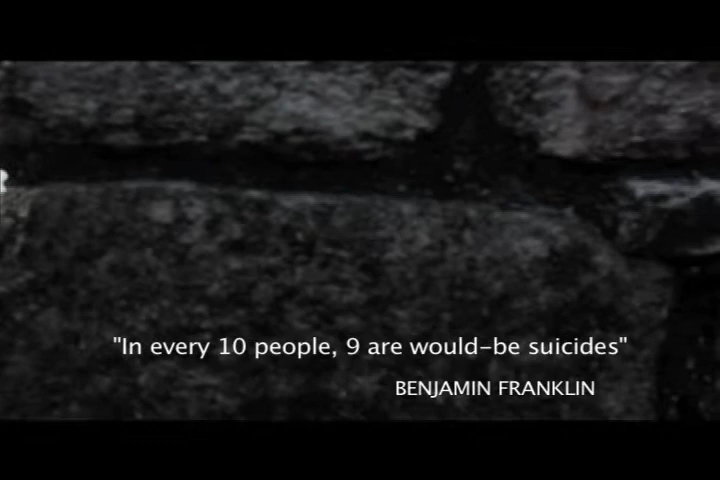 "In every 10 people, 9 are would-be suicides"
BENJAMIN FRANKLIN